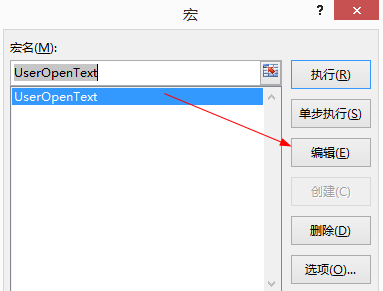 宏
?
宏名(M):
UserOpenText
执行(R)
UserOpenText
单步执行(S)
编辑(E)
创建(C)
删除(D)
选项(O)...